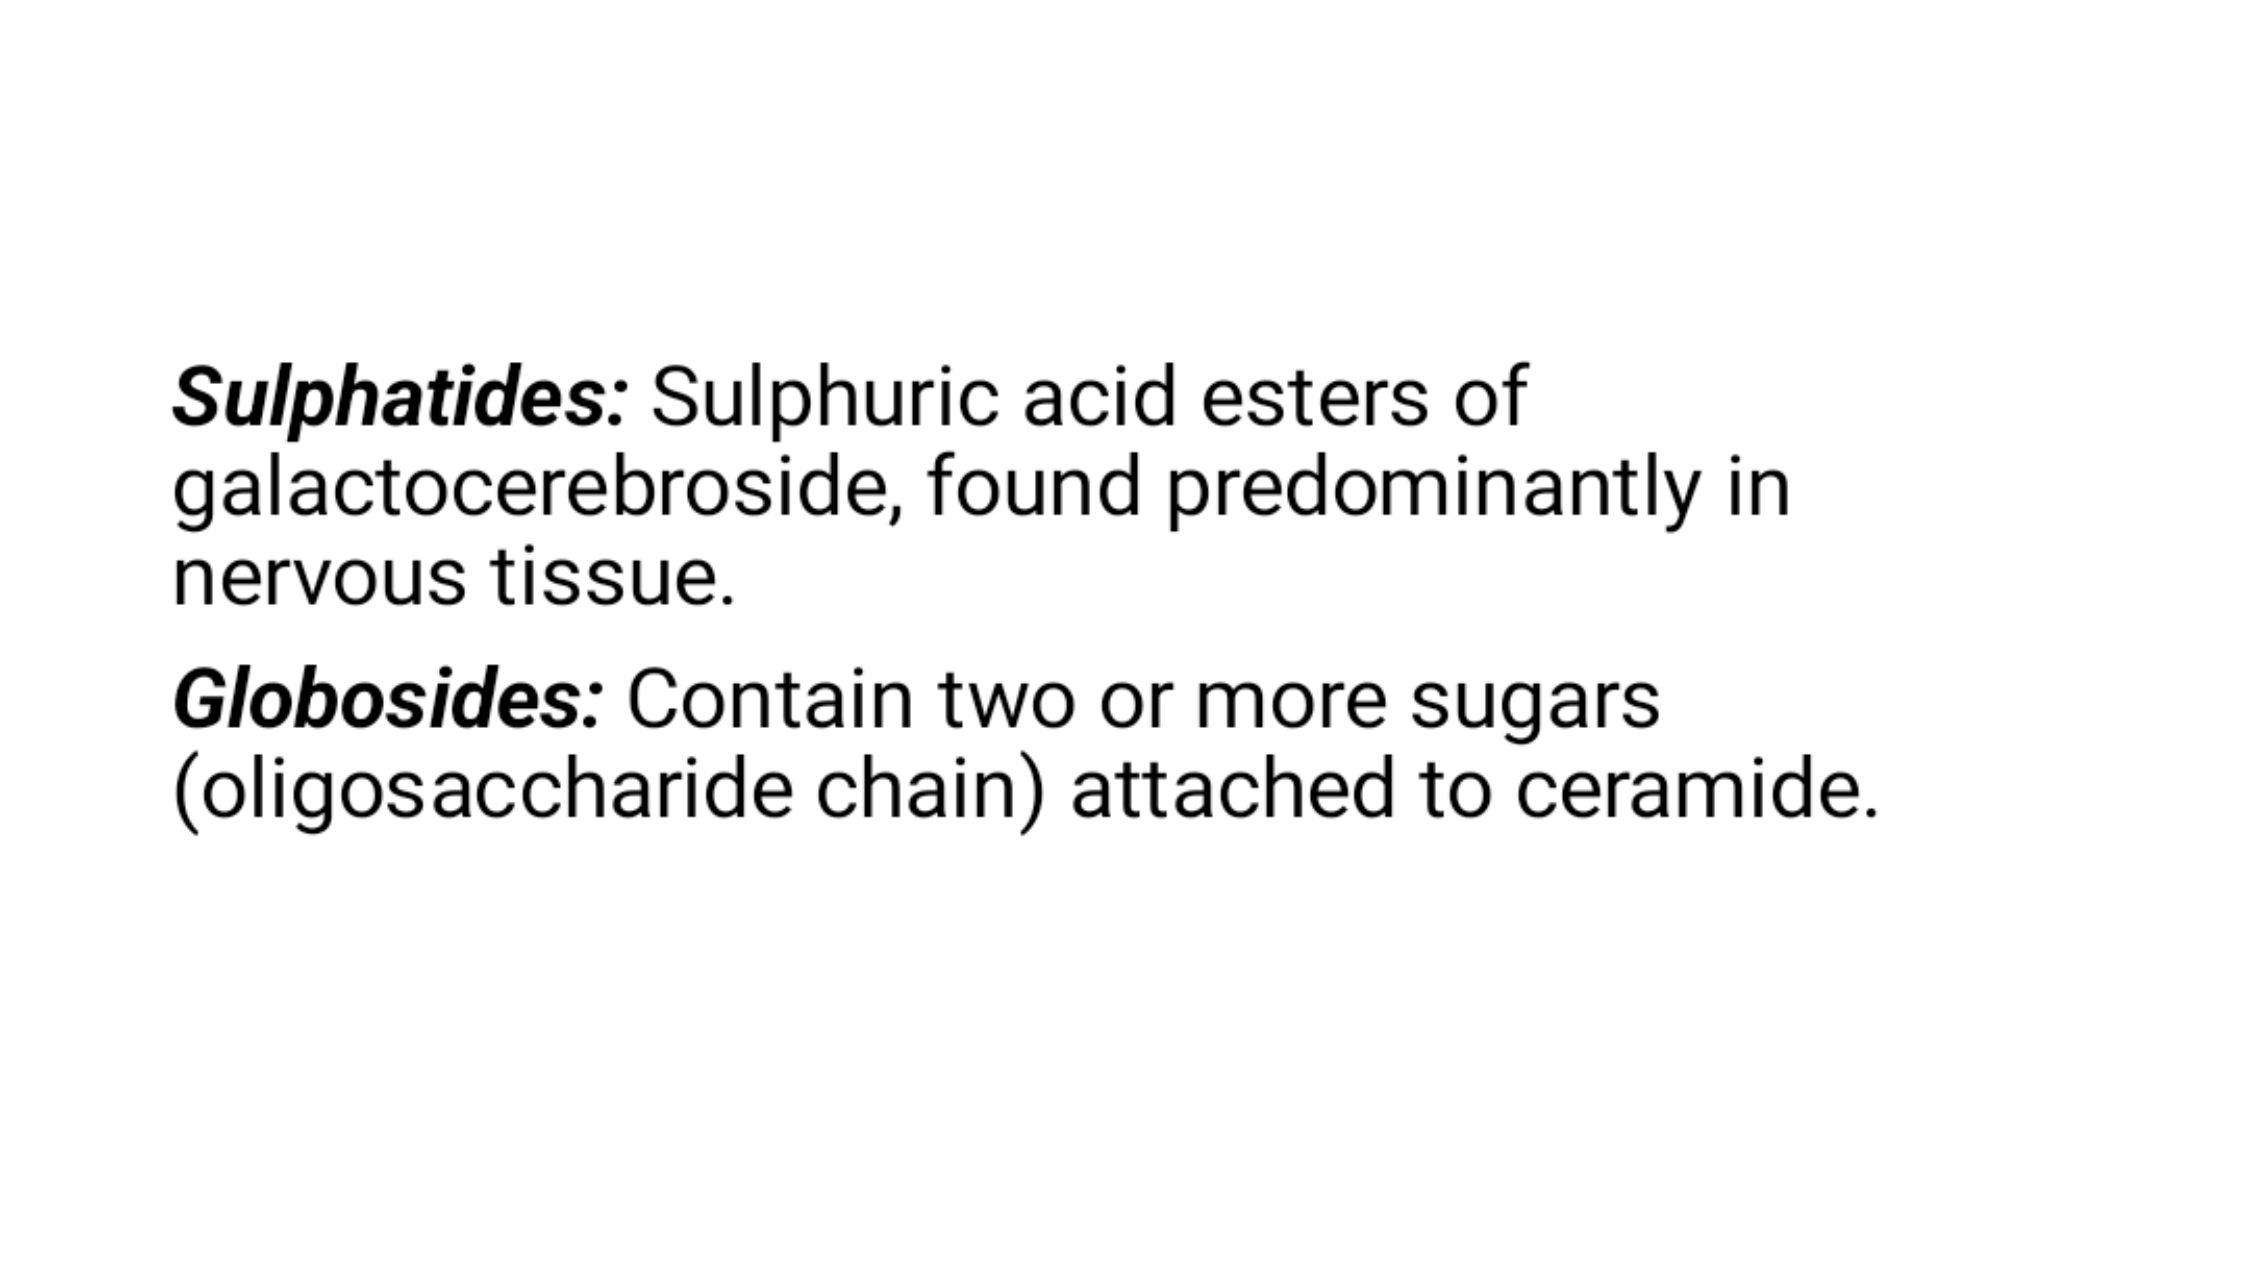 Sulphatides: Sulphuric acid esters of
galactocerebroside, found predominantly in
nervous tissue.
Globosides: Contain two or more sugars
(oligosaccharide chain) attached to ceramide.